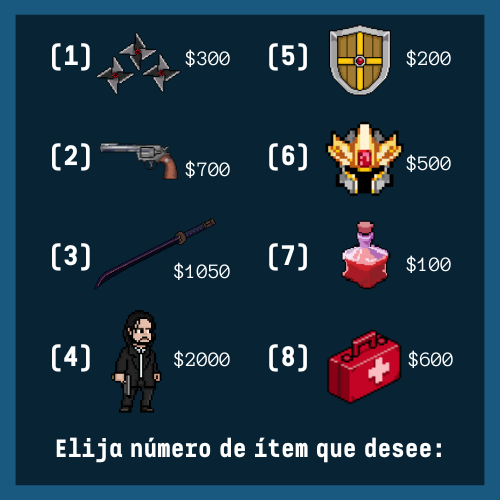 (1) $300 (5) $200
(2) $700 (6) $500
(3) $1050 (7) $100
(4) $2000 (8) $600
Elija número de ítem que desee: